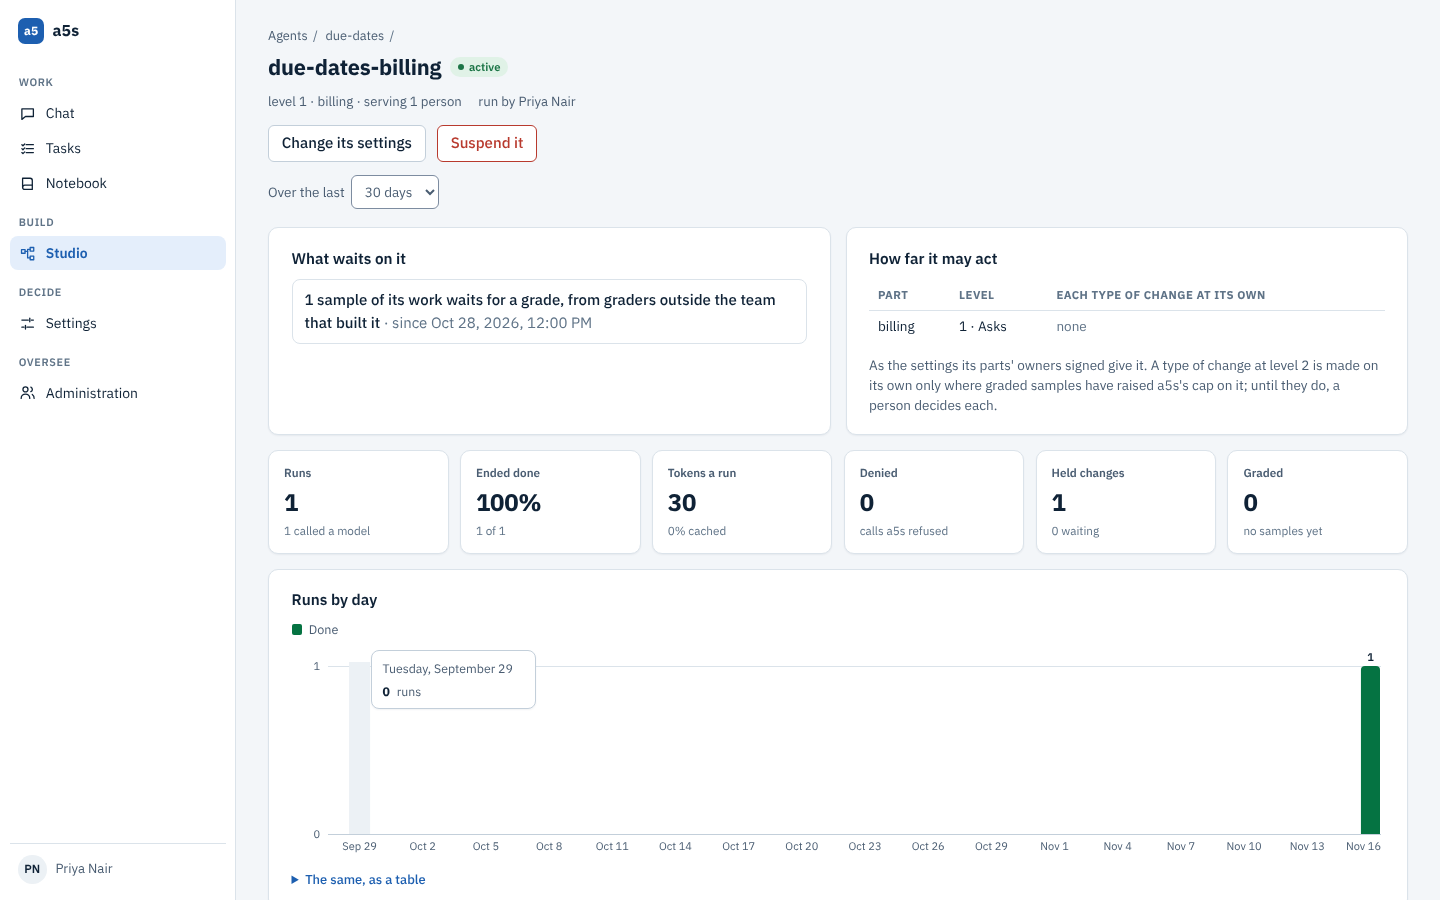 a5 a5s
WORK
Chat
Tasks
Notebook
BUILD
Studio
DECIDE
Settings
OVERSEE
Administration
PN Priya Nair
Agents / due-dates /
due-dates-billing active
level 1 · billing · serving 1 person run by Priya Nair
Change its settings Suspend it
Over the last 30 days
What waits on it
1 sample of its work waits for a grade, from graders outside the team
that built it · since Oct 28, 2026, 12:00 PM
How far it may act
PART LEVEL EACH TYPE OF CHANGE AT ITS OWN
billing 1 · Asks none
As the settings its parts' owners signed give it. A type of change at level 2 is made on
its own only where graded samples have raised a5s's cap on it; until they do, a
person decides each.
Runs
1
1 called a model
Ended done
100%
1 of 1
Tokens a run
30
0% cached
Denied
0
calls a5s refused
Held changes
1
0 waiting
Graded
0
no samples yet
Runs by day
Done
1
Tuesday, September 29
0 runs
1
0
Sep 29 Oct 2 Oct 5 Oct 8 Oct 11 Oct 14 Oct 17 Oct 20 Oct 23 Oct 26 Oct 29 Nov 1 Nov 4 Nov 7 Nov 10 Nov 13 Nov 16
The same, as a table